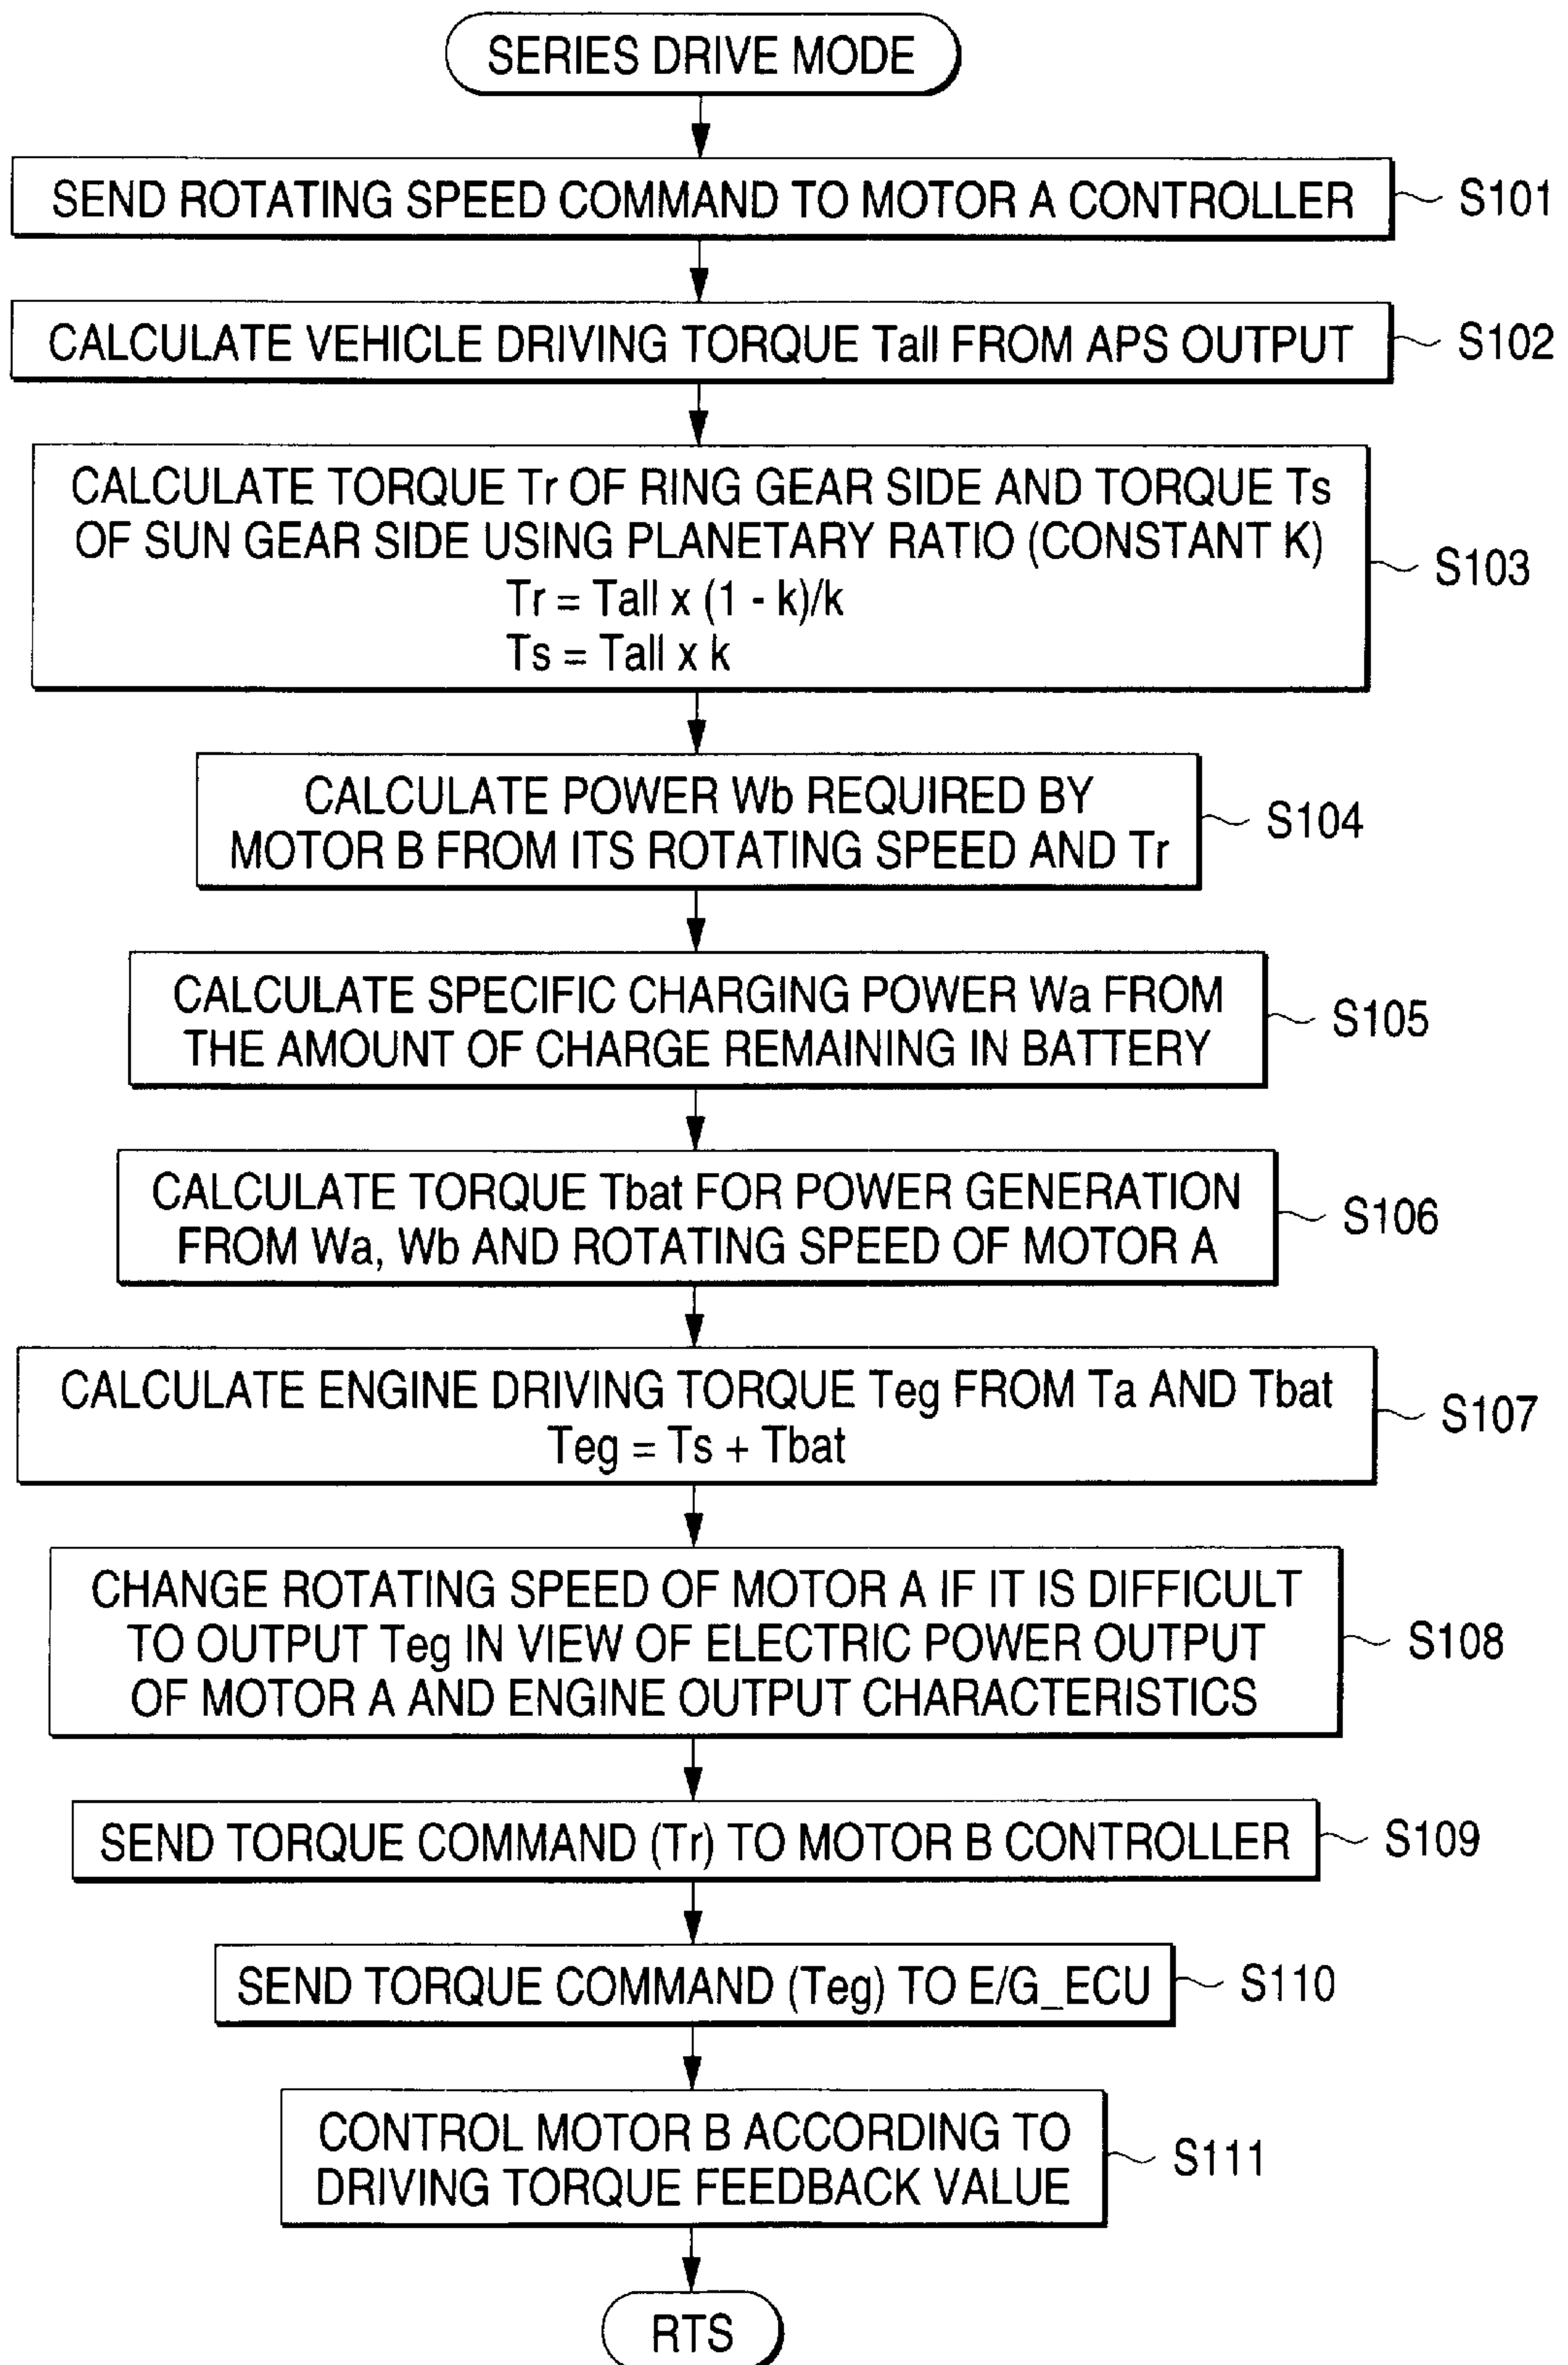 SERIES DRIVE MODE
SEND ROTATING SPEED COMMAND TO MOTOR A CONTROLLER
S101
CALCULATE VEHICLE DRIVING TORQUE Tall FROM APS OUTPUT
S102
CALCULATE TORQUE Tr OF RING GEAR SIDE AND TORQUE Ts
OF SUN GEAR SIDE USING PLANETARY RATIO (CONSTANT K)
Tr = Tall x (1 - k)/k
Ts = Tall x k
S103
CALCULATE POWER Wb REQUIRED BY
MOTOR B FROM ITS ROTATING SPEED AND Tr
S104
CALCULATE SPECIFIC CHARGING POWER Wa FROM
THE AMOUNT OF CHARGE REMAINING IN BATTERY
S105
CALCULATE TORQUE Tbat FOR POWER GENERATION
FROM Wa, Wb AND ROTATING SPEED OF MOTOR A
S106
CALCULATE ENGINE DRIVING TORQUE Teg FROM Ta AND Tbat
Teg = Ts + Tbat
S107
CHANGE ROTATING SPEED OF MOTOR A IF IT IS DIFFICULT
TO OUTPUT Teg IN VIEW OF ELECTRIC POWER OUTPUT
OF MOTOR A AND ENGINE OUTPUT CHARACTERISTICS
S108
SEND TORQUE COMMAND (Tr) TO MOTOR B CONTROLLER
S109
SEND TORQUE COMMAND (Teg) TO E/G_ECU
S110
CONTROL MOTOR B ACCORDING TO
DRIVING TORQUE FEEDBACK VALUE
S111
RTS